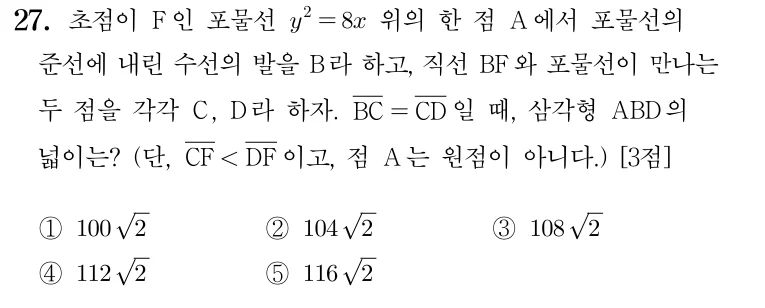 27. 초점이 F인 포물선 y²=8x 위의 한 점 A에서 포물선의
준선에 내린 수선의 발을 B라 하고, 직선 BF와 포물선이 만나는
두 점을 각각 C, D라 하자. B̅C̅=C̅D̅일 때, 삼각형 ABD의
넓이는? (단, C̅F̅<D̅F̅이고, 점 A는 원점이 아니다.) [3점]
① 100√2 ② 104√2 ③ 108√2
④ 112√2 ⑤ 116√2